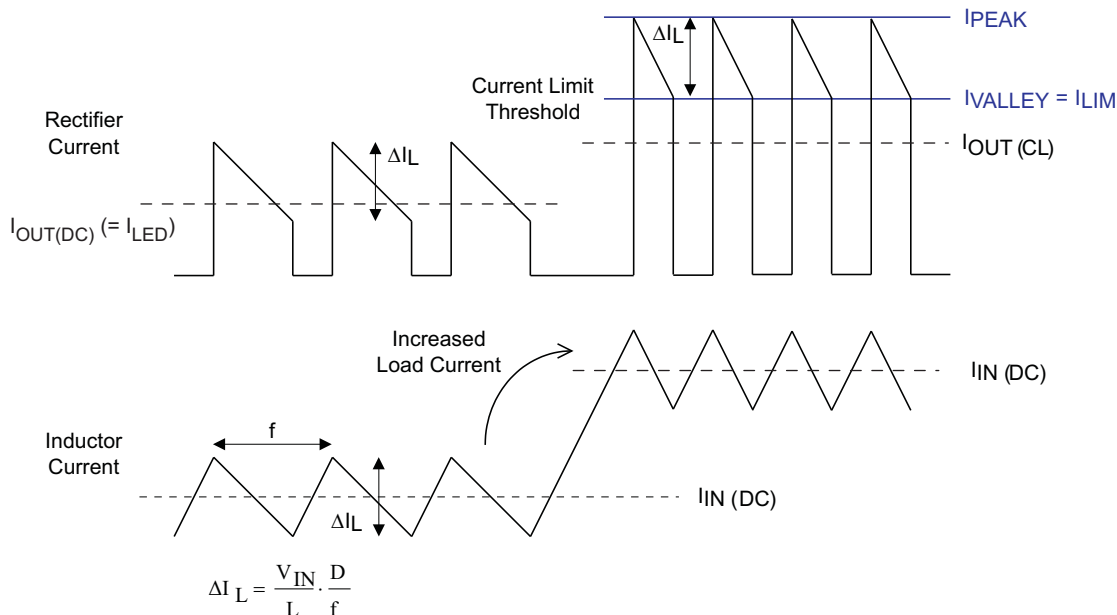 IPEAK
ΔIL
Current Limit
Threshold
IVALLEY = ILIM
Rectifier
Current
ΔIL
IOUT (CL)
IOUT(DC) (= ILED)
Increased
Load Current
IIN (DC)
Inductor
Current
f
ΔIL
IIN (DC)
ΔI L = VIN/L · D/f